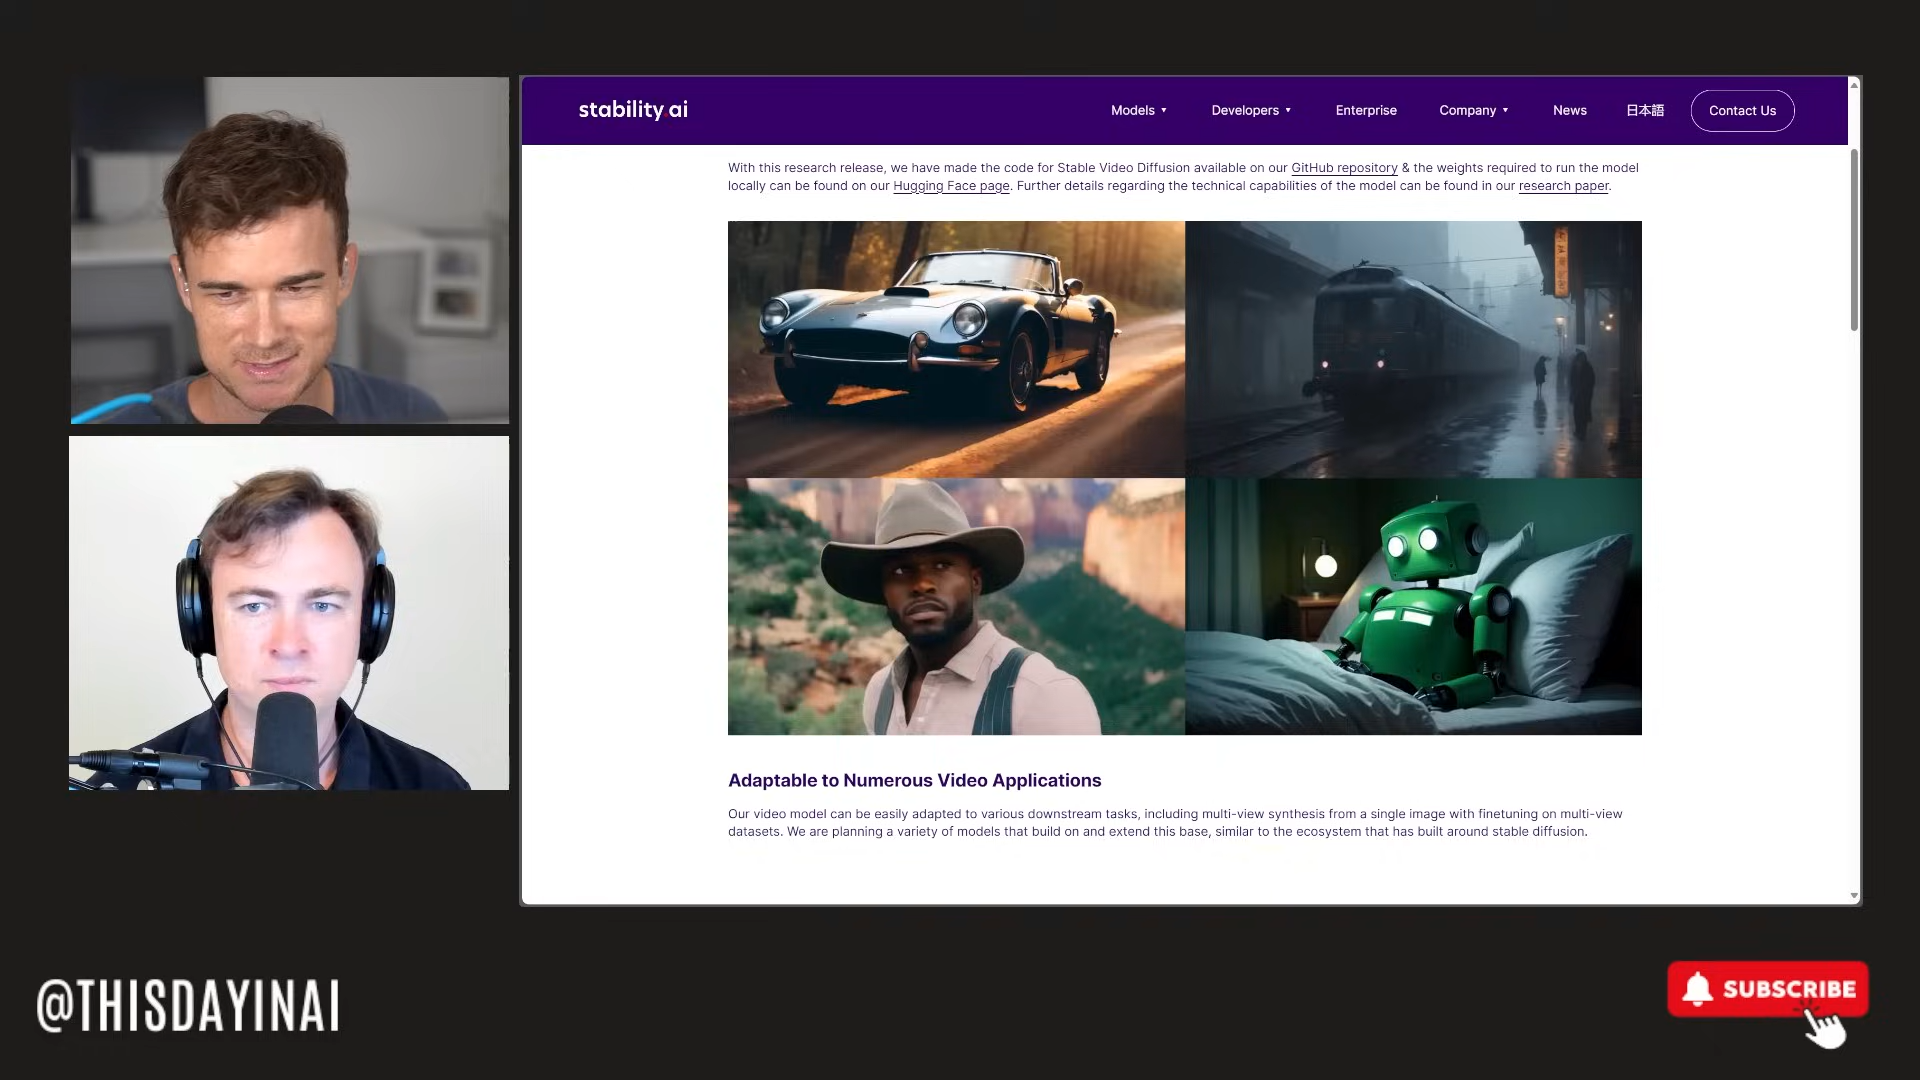 stability.ai
Models
Developers
Enterprise
Company
News
日本語
Contact Us
With this research release, we have made the code for Stable Video Diffusion available on our GitHub repository & the weights required to run the model
locally can be found on our Hugging Face page. Further details regarding the technical capabilities of the model can be found in our research paper.
Adaptable to Numerous Video Applications
Our video model can be easily adapted to various downstream tasks, including multi-view synthesis from a single image with finetuning on multi-view
datasets. We are planning a variety of models that build on and extend this base, similar to the ecosystem that has built around stable diffusion.
@THISDAYINAI
SUBSCRIBE